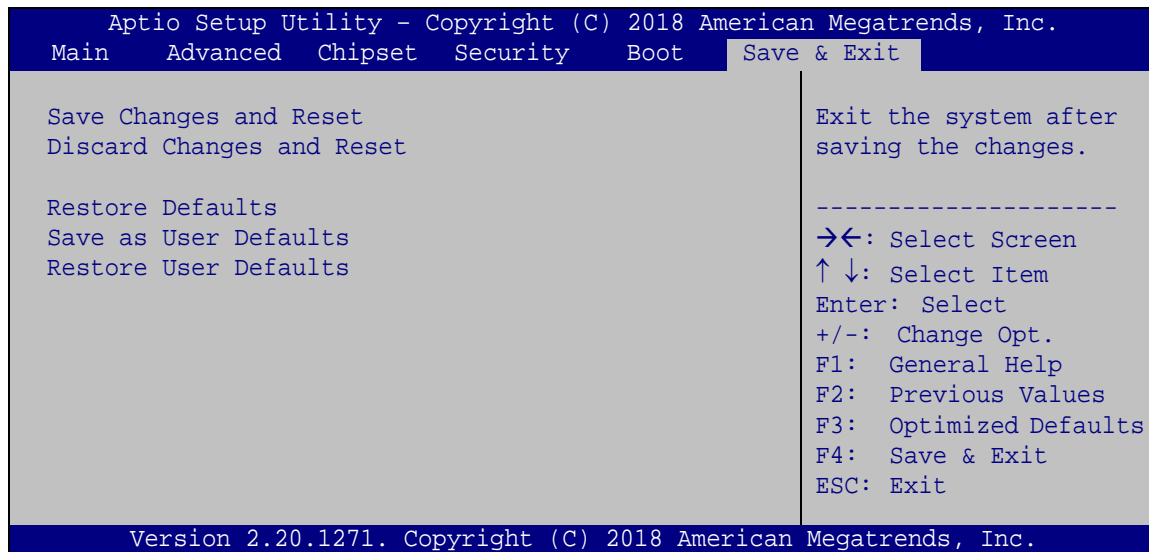 Aptio Setup Utility – Copyright (C) 2018 American Megatrends, Inc.
Main Advanced Chipset Security Boot Save & Exit
Save Changes and Reset
Discard Changes and Reset
Restore Defaults
Save as User Defaults
Restore User Defaults
Exit the system after
saving the changes.
---------------------
→←: Select Screen
↑ ↓: Select Item
Enter: Select
+/-: Change Opt.
F1: General Help
F2: Previous Values
F3: Optimized Defaults
F4: Save & Exit
ESC: Exit
Version 2.20.1271. Copyright (C) 2018 American Megatrends, Inc.